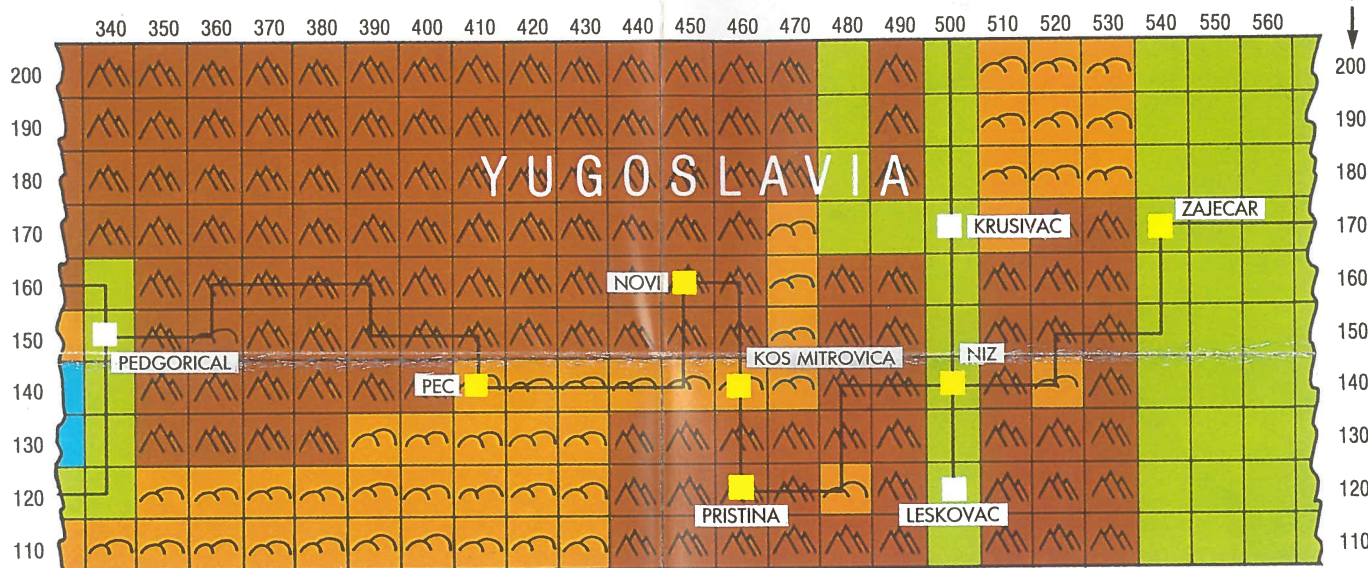 340 350 360 370 380 390 400 410 420 430 440 450 460 470 480 490 500 510 520 530 540 550 560
200 200
190 190
YUGOSLAVIA
180 180
ZAJECAR
170 KRUSIVAC 170
160 NOVI 160
150 150
PEDGORICAL KOS MITROVICA NIZ
140 PEC 140
130 130
120 120
PRISTINA LESKOVAC
110 110